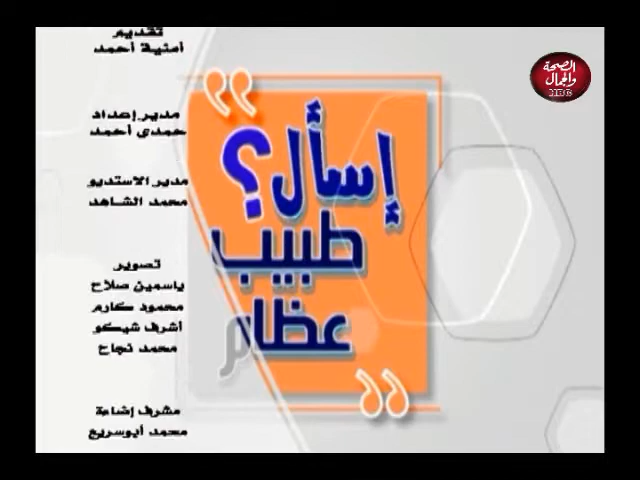 تقديم
أمنية أحمد
مدير إعداد
حمدى أحمد
مدير الاستديو
محمد الشاهد
تصوير
ياسمين صلاح
محمود كارم
أشرف شيكو
محمد نجاح
مشرف إضاءة
محمد أبوسريع
إسأل ؟
طبيب
عظام
الصحة
والجمال
HBC